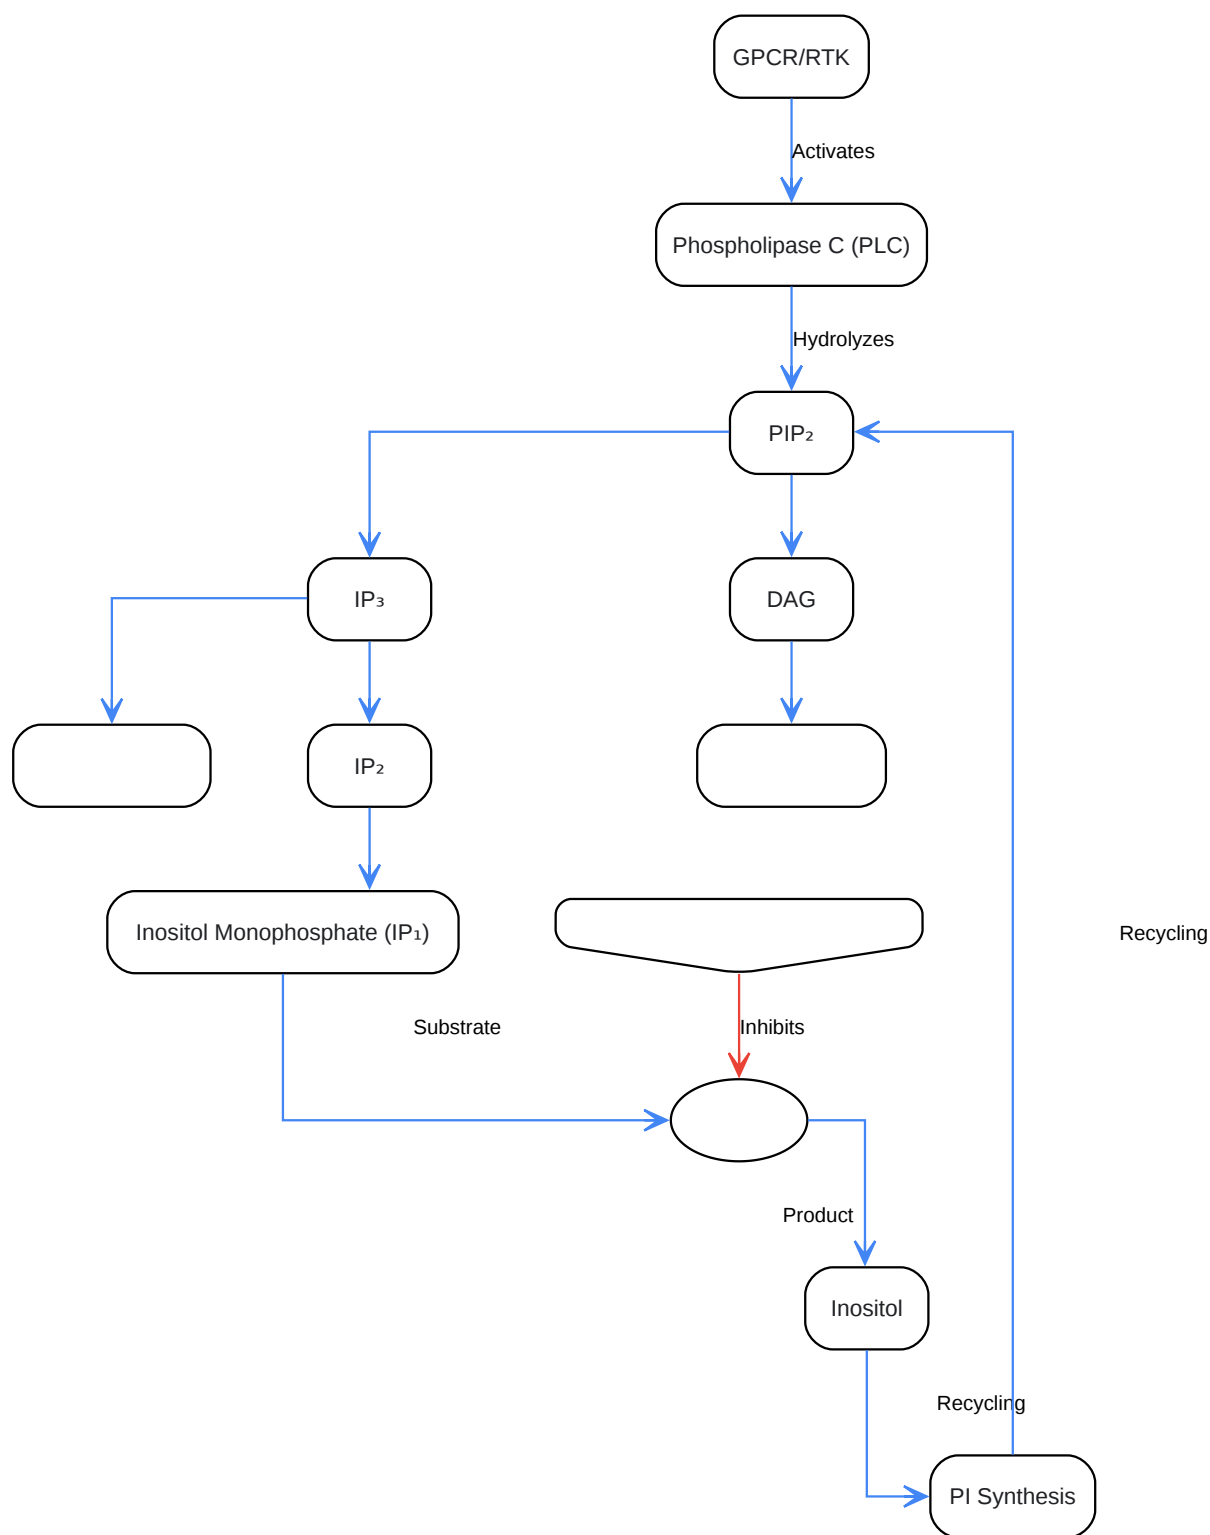 GPCR/RTK
Activates
Phospholipase C (PLC)
Hydrolyzes
PIP₂
IP₃
DAG
IP₂
Inositol Monophosphate (IP₁)
Recycling
Substrate
Inhibits
Product
Inositol
Recycling
PI Synthesis